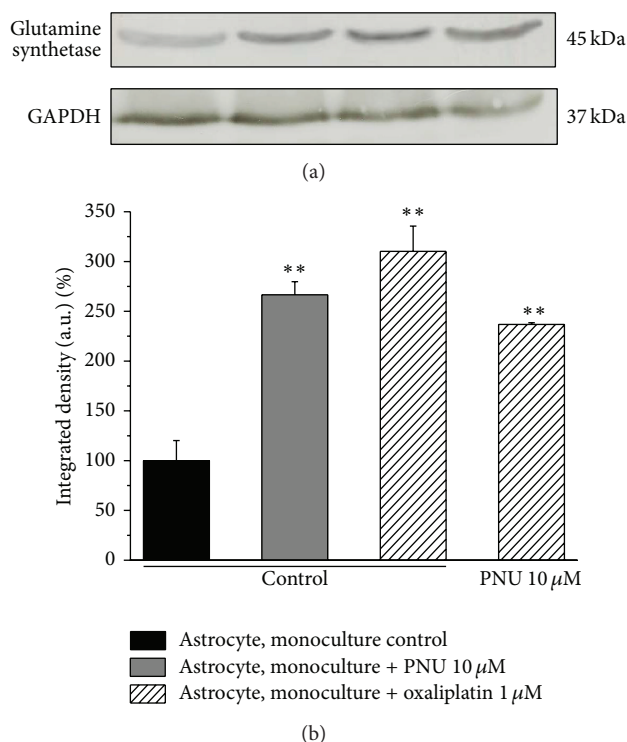 Glutamine
synthetase
45 kDa
GAPDH
37 kDa
(a)
Integrated density (a.u.) (%)
350
300
250
200
150
100
50
0
**
**
**
Control
PNU 10 μM
Astrocyte, monoculture control
Astrocyte, monoculture + PNU 10 μM
Astrocyte, monoculture + oxaliplatin 1 μM
(b)